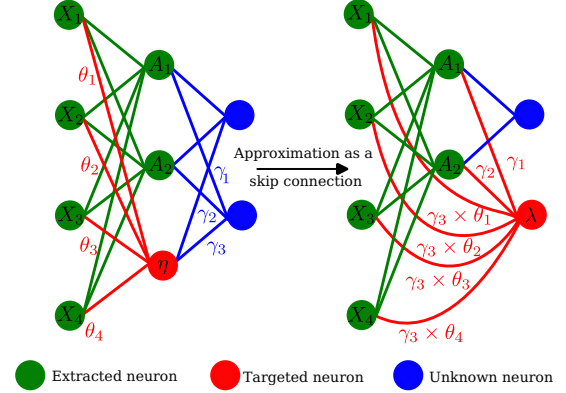 X₁
X₂
X₃
X₄
A₁
A₂
η
θ₁
θ₂
θ₃
θ₄
γ₁
γ₂
γ₃
Approximation as a
skip connection
X₁
X₂
X₃
X₄
A₁
A₂
λ
γ₁
γ₂
γ₃ × θ₁
γ₃ × θ₂
γ₃ × θ₃
γ₃ × θ₄
Extracted neuron
Targeted neuron
Unknown neuron